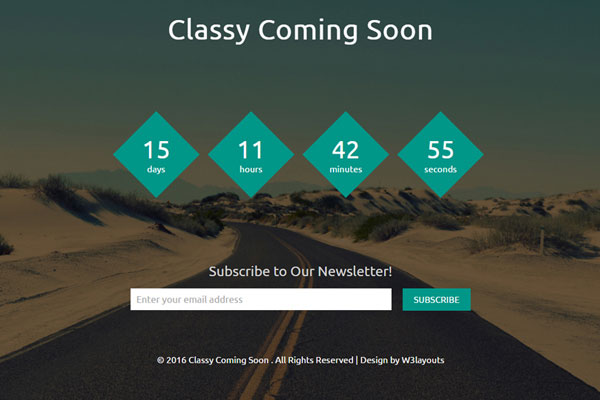 Classy Coming Soon
15 11 42 55
days hours minutes seconds
Subscribe to Our Newsletter!
Enter your email address SUBSCRIBE
© 2016 Classy Coming Soon . All Rights Reserved | Design by W3layouts